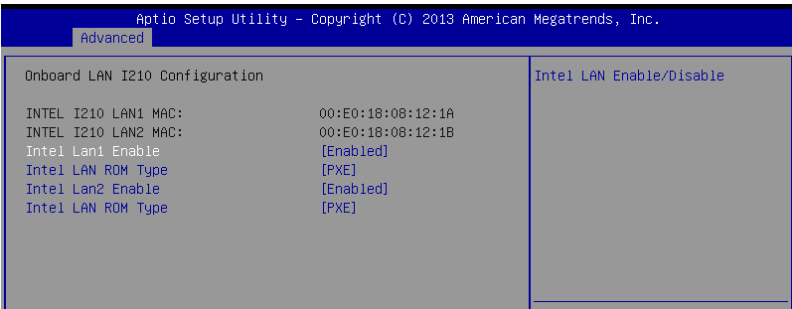 Aptio Setup Utility – Copyright (C) 2013 American Megatrends, Inc.
Advanced
Onboard LAN I210 Configuration
Intel LAN Enable/Disable
INTEL I210 LAN1 MAC: 00:E0:18:08:12:1A
INTEL I210 LAN2 MAC: 00:E0:18:08:12:1B
Intel Lan1 Enable [Enabled]
Intel LAN ROM Type [PXE]
Intel Lan2 Enable [Enabled]
Intel LAN ROM Type [PXE]